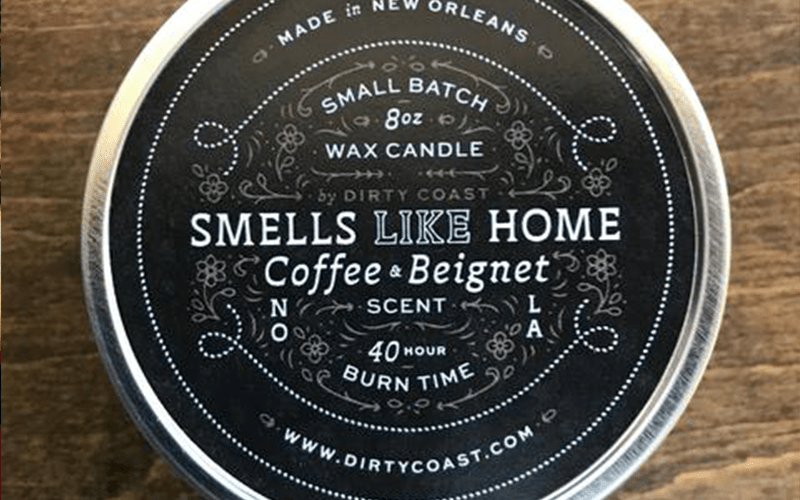 MADE in NEW ORLEANS
SMALL BATCH
8oz
WAX CANDLE
by DIRTY COAST
SMELLS LIKE HOME
Coffee & Beignet
NO
SCENT
LA
40 HOUR
BURN TIME
WWW.DIRTYCOAST.COM